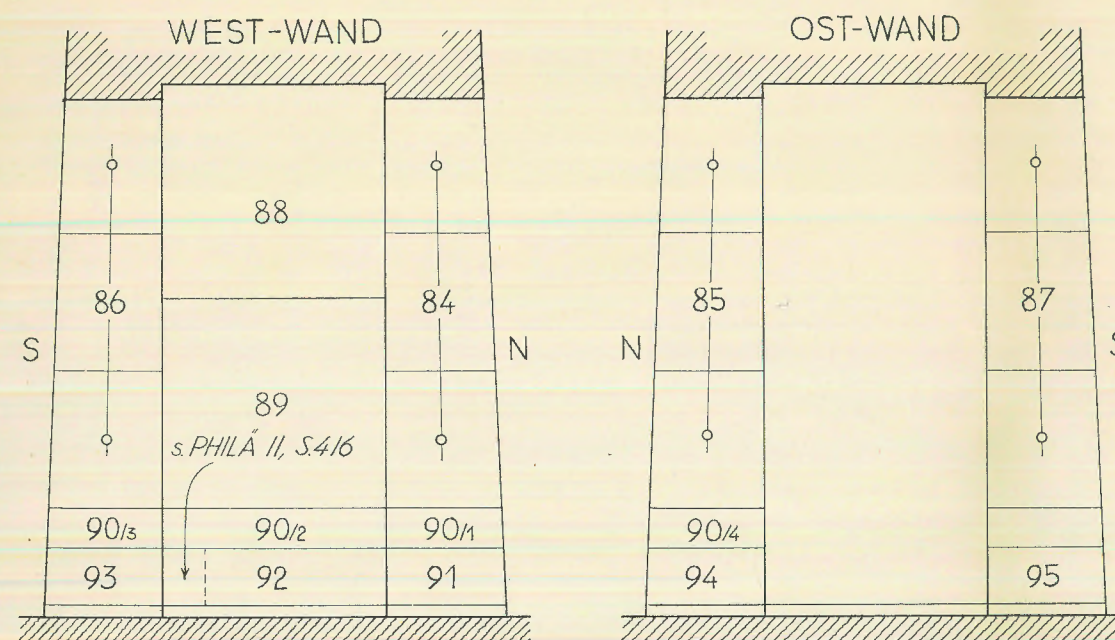 WEST-WAND
OST-WAND
88
86
84
85
87
S
N
N
S
89
s. PHILÄ II, S.416
90/3
90/2
90/1
90/4
93
92
91
94
95